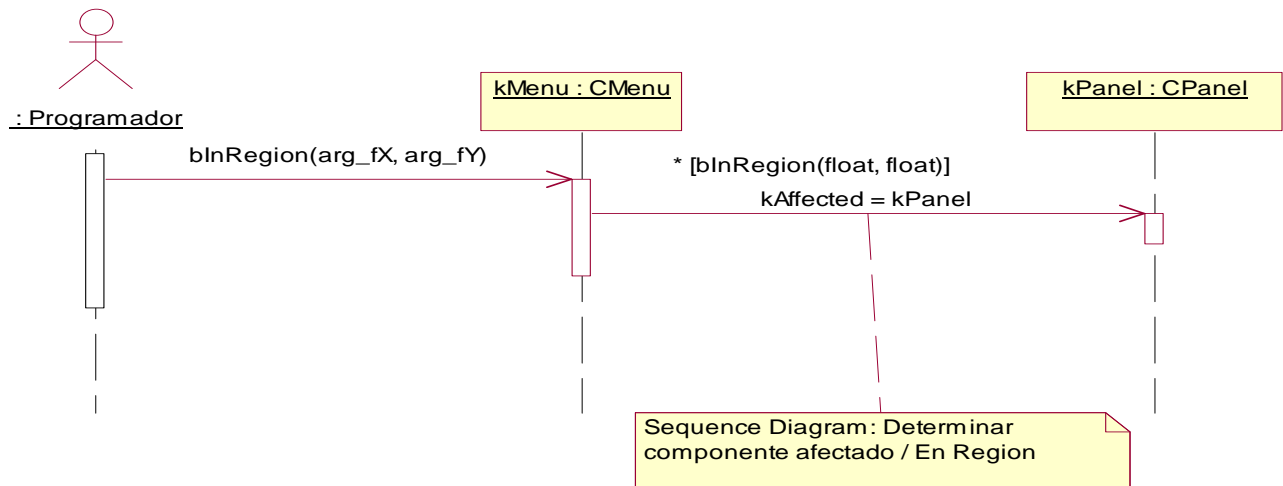 kMenu : CMenu
kPanel : CPanel
: Programador
bInRegion(arg_fX, arg_fY)
* [bInRegion(float, float)]
kAffected = kPanel
Sequence Diagram: Determinar
componente afectado / En Region